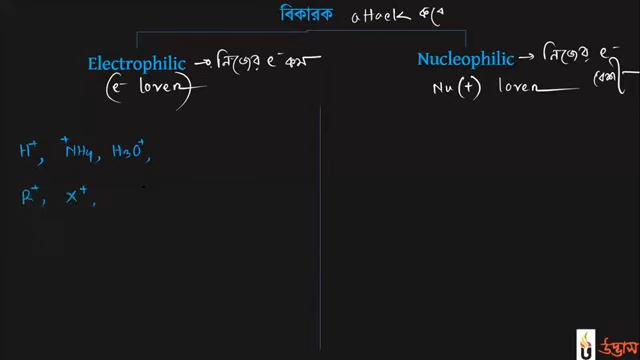 বিকারক attack করে
Electrophilic → নিজের e⁻ কম
(e⁻ lover)
Nucleophilic → নিজের e⁻ বেশি
Nu(+) lover
H⁺, ⁺NH₄, H₃O⁺,
R⁺, X⁺,
উদ্ভাস